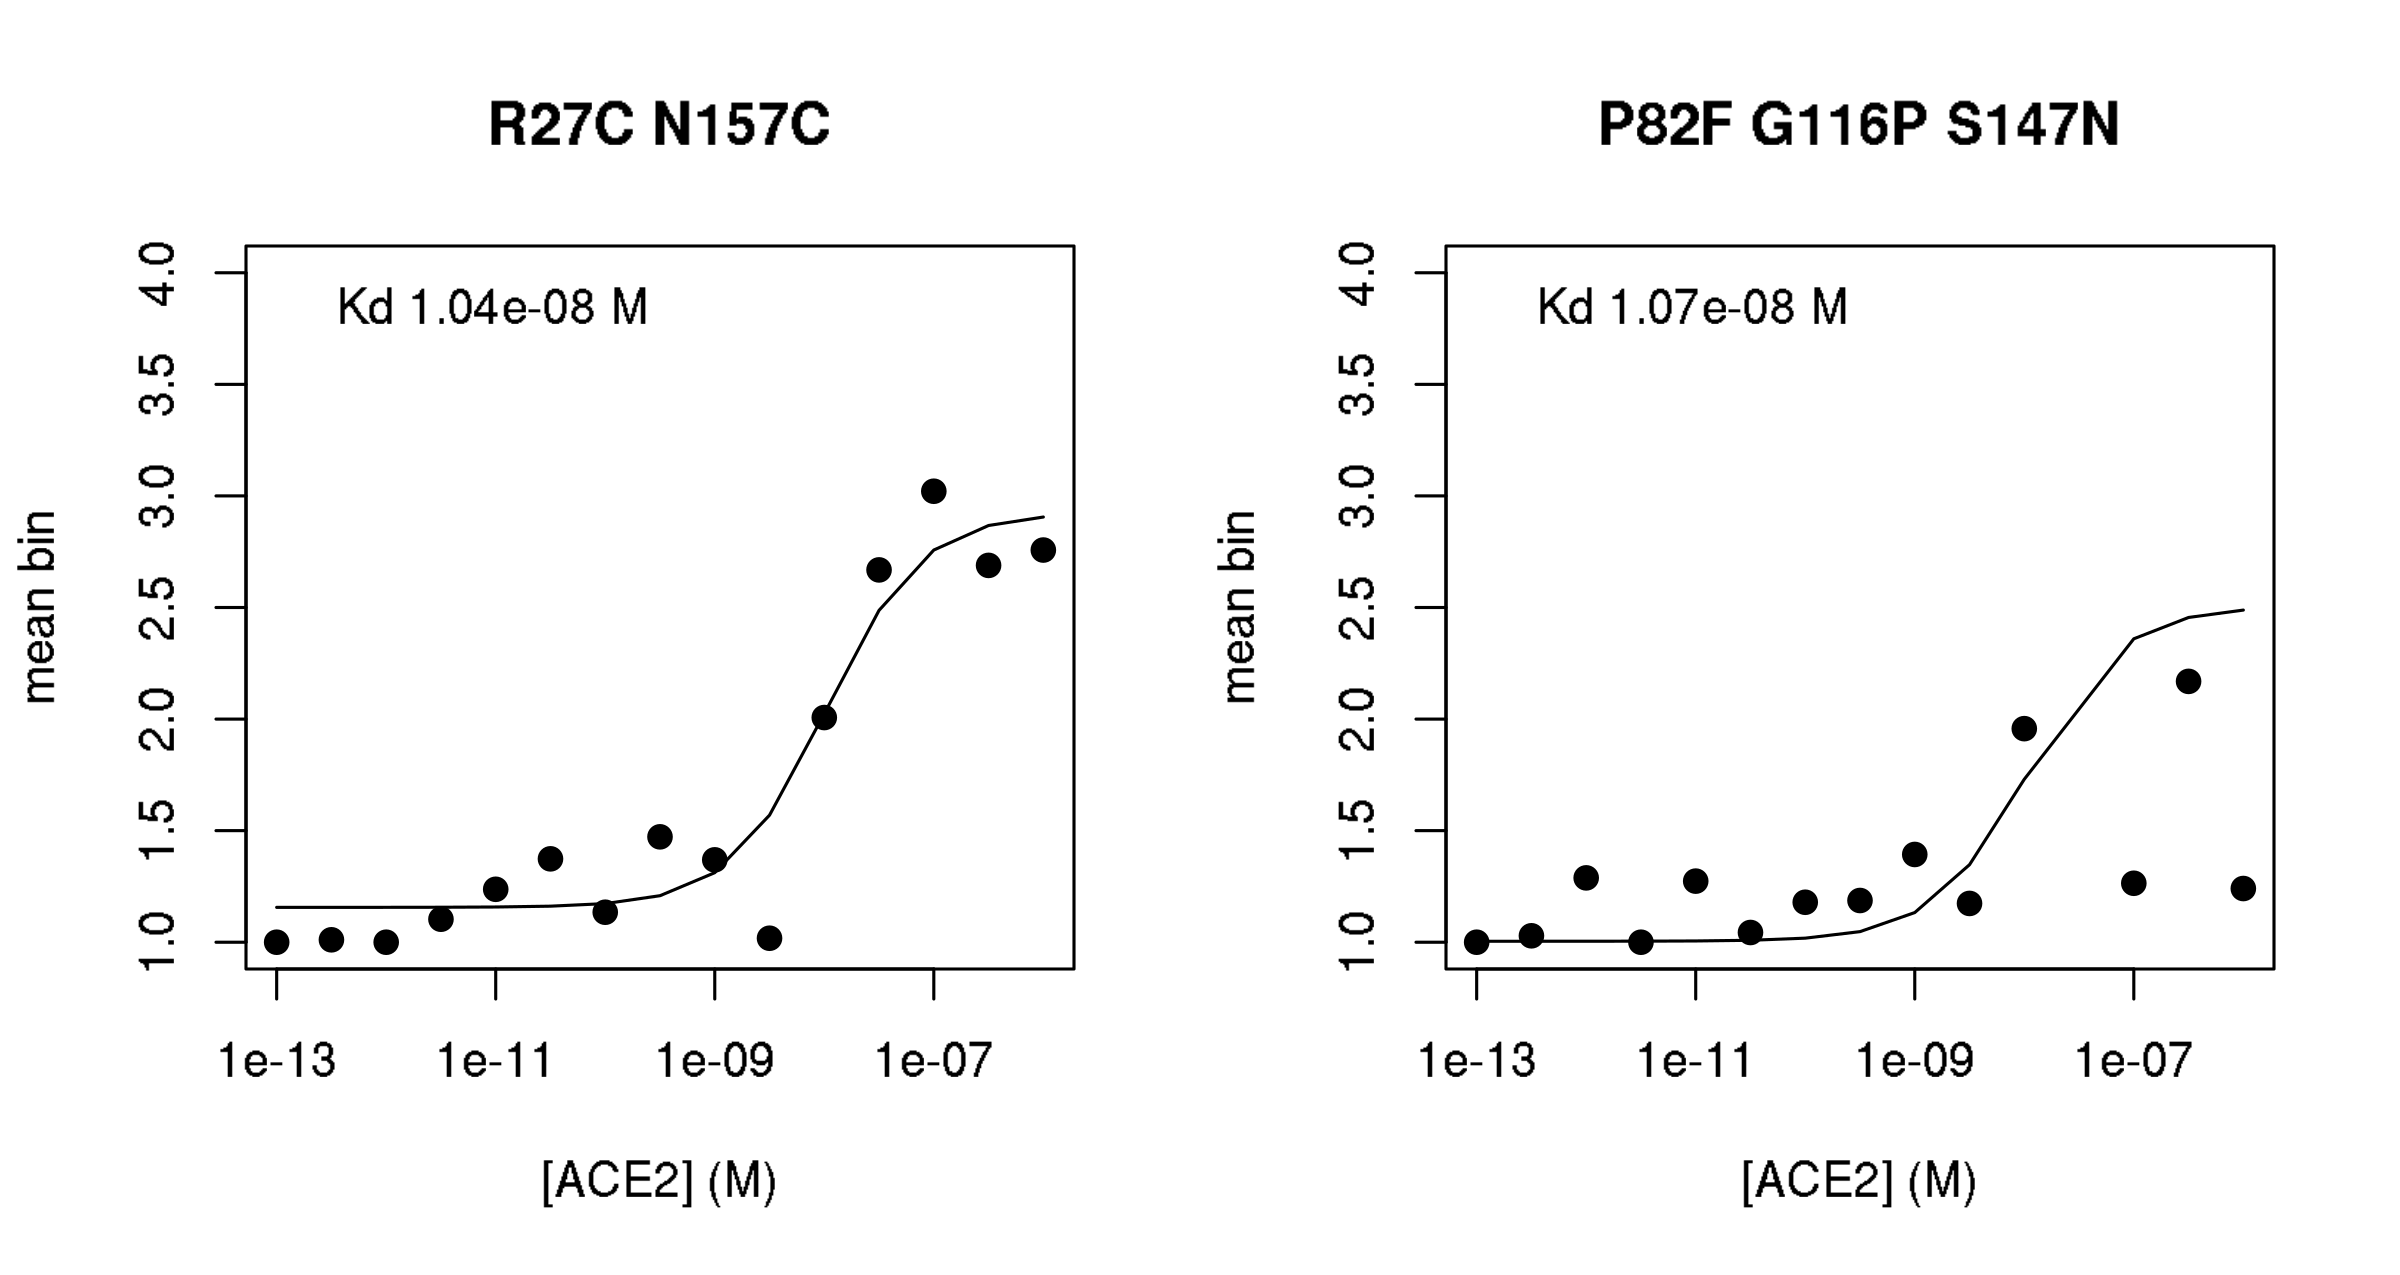 R27C N157C
Kd 1.04e-08 M
mean bin
4.0
3.5
3.0
2.5
2.0
1.5
1.0
1e-13 1e-11 1e-09 1e-07
[ACE2] (M)
P82F G116P S147N
Kd 1.07e-08 M
mean bin
4.0
3.5
3.0
2.5
2.0
1.5
1.0
1e-13 1e-11 1e-09 1e-07
[ACE2] (M)